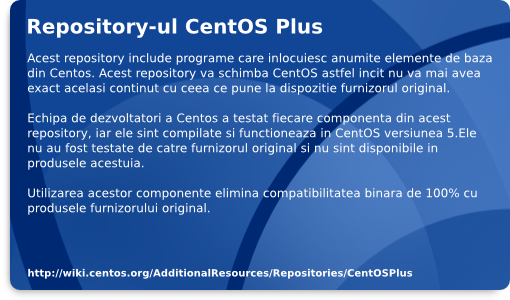 Repository-ul CentOS Plus
Acest repository include programe care inlocuiesc anumite elemente de baza
din Centos. Acest repository va schimba CentOS astfel incit nu va mai avea
exact acelasi continut cu ceea ce pune la dispozitie furnizorul original.
Echipa de dezvoltatori a Centos a testat fiecare componenta din acest
repository, iar ele sint compilate si functioneaza in CentOS versiunea 5.Ele
nu au fost testate de catre furnizorul original si nu sint disponibile in
produsele acestuia.
Utilizarea acestor componente elimina compatibilitatea binara de 100% cu
produsele furnizorului original.
http://wiki.centos.org/AdditionalResources/Repositories/CentOSPlus